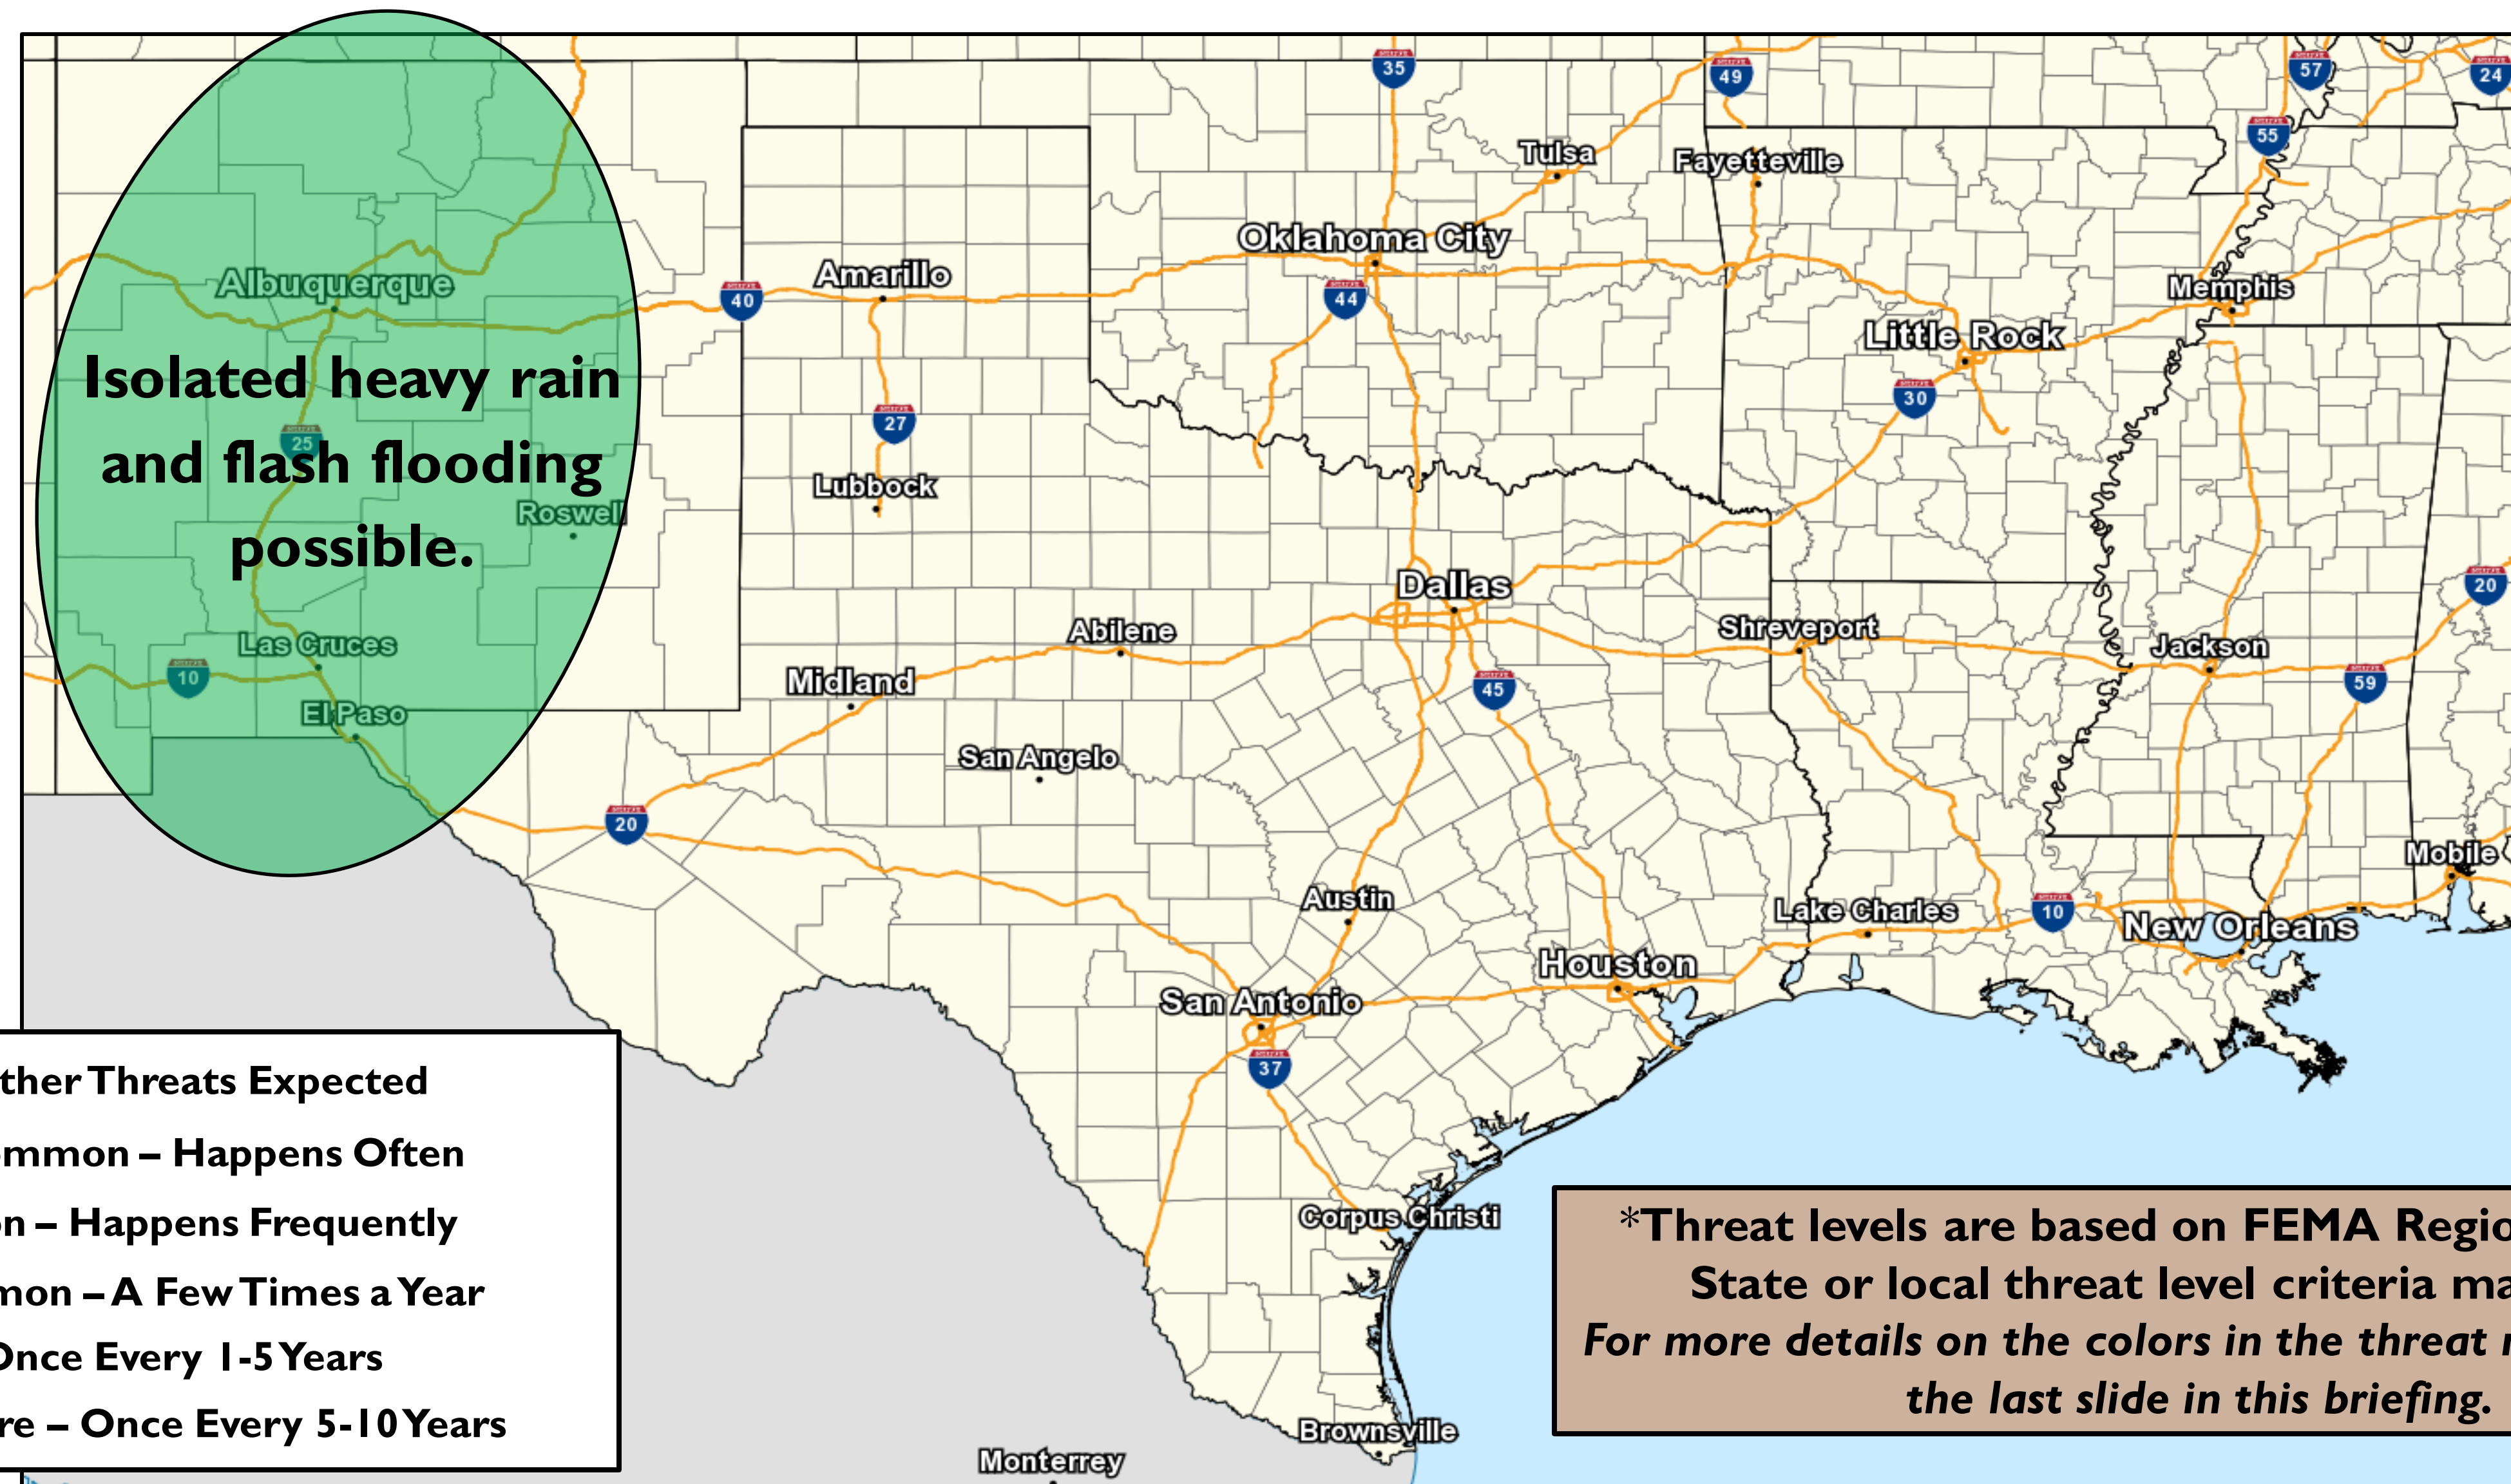 35
49
57
24
55
Tulsa
Fayetteville
Oklahoma City
Albuquerque
Amarillo
40
44
Memphis
Little Rock
Isolated heavy rain
and flash flooding
possible.
25
27
30
Lubbock
Roswell
Dallas
20
Abilene
Shreveport
Las Cruces
Jackson
10
Midland
45
59
El Paso
San Angelo
20
Mobile
Austin
Lake Charles
10
New Orleans
Houston
San Antonio
37
ther Threats Expected
mmon – Happens Often
n – Happens Frequently
mon – A Few Times a Year
Once Every 1-5 Years
re – Once Every 5-10 Years
Corpus Christi
*Threat levels are based on FEMA Regio
State or local threat level criteria ma
For more details on the colors in the threat
the last slide in this briefing.
Brownsville
Monterrey